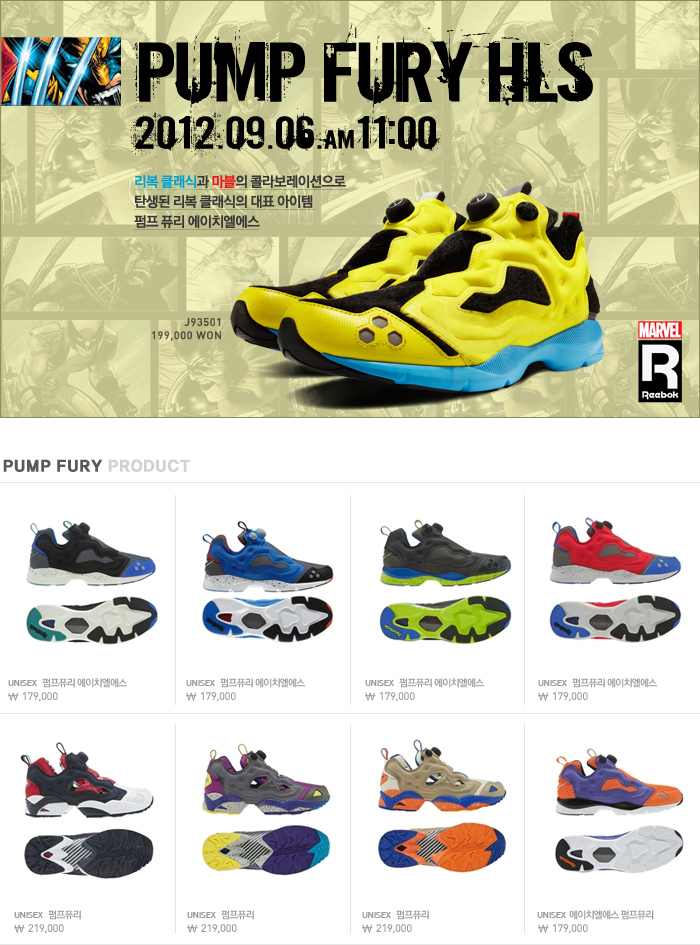 PUMP FURY HLS
2012.09.06.AM 11:00
리복 클래식과 마블의 콜라보레이션으로
탄생된 리복 클래식의 대표 아이템
펌프 퓨리 에이치엘에스
J93501
199,000 WON
MARVEL
R
Reebok
PUMP FURY PRODUCT
UNISEX 펌프퓨리 에이치엘에스
₩ 179,000
UNISEX 펌프퓨리 에이치엘에스
₩ 179,000
UNISEX 펌프퓨리 에이치엘에스
₩ 179,000
UNISEX 펌프퓨리 에이치엘에스
₩ 179,000
UNISEX 펌프퓨리
₩ 219,000
UNISEX 펌프퓨리
₩ 219,000
UNISEX 펌프퓨리
₩ 219,000
UNISEX 에이치엘에스 펌프퓨리
₩ 179,000